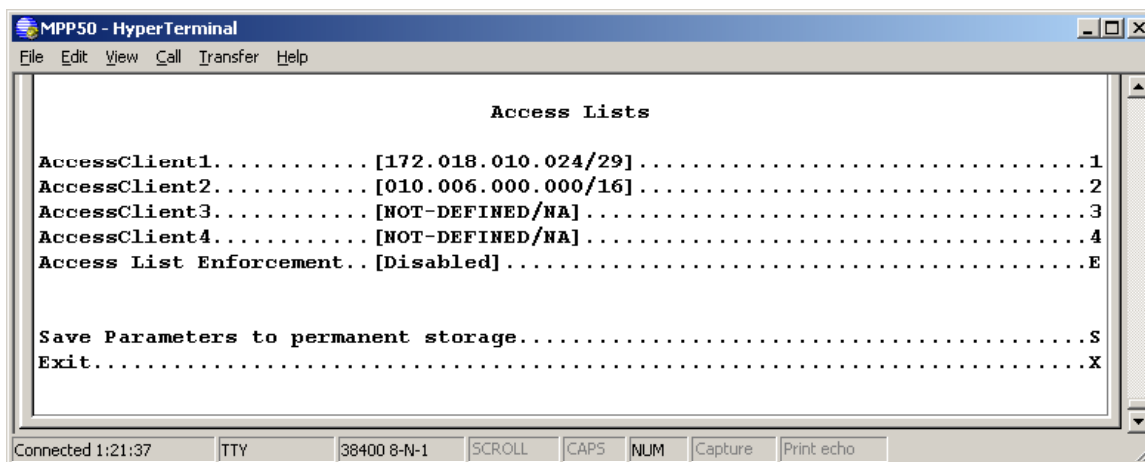 MPP50 - HyperTerminal
File Edit View Call Transfer Help
Access Lists
AccessClient1............[172.018.010.024/29]..................................1
AccessClient2............[010.006.000.000/16]..................................2
AccessClient3............[NOT-DEFINED/NA]......................................3
AccessClient4............[NOT-DEFINED/NA]......................................4
Access List Enforcement..[Disabled]............................................E
Save Parameters to permanent storage...........................................S
Exit...........................................................................X
Connected 1:21:37 TTY 38400 8-N-1 SCROLL CAPS NUM Capture Print echo